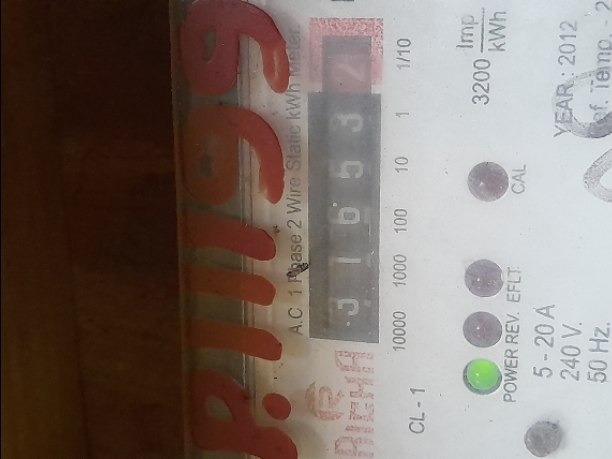 P.11199
A.C. 1 Phase 2 Wire Static kWh Meter
3 1 6 5 3
10000 1000 100 10 1 1/10
CL - 1
3200 Imp/kWh
POWER REV. EFLT. CAL
5 - 20 A
240 V.
50 Hz.
YEAR : 2012